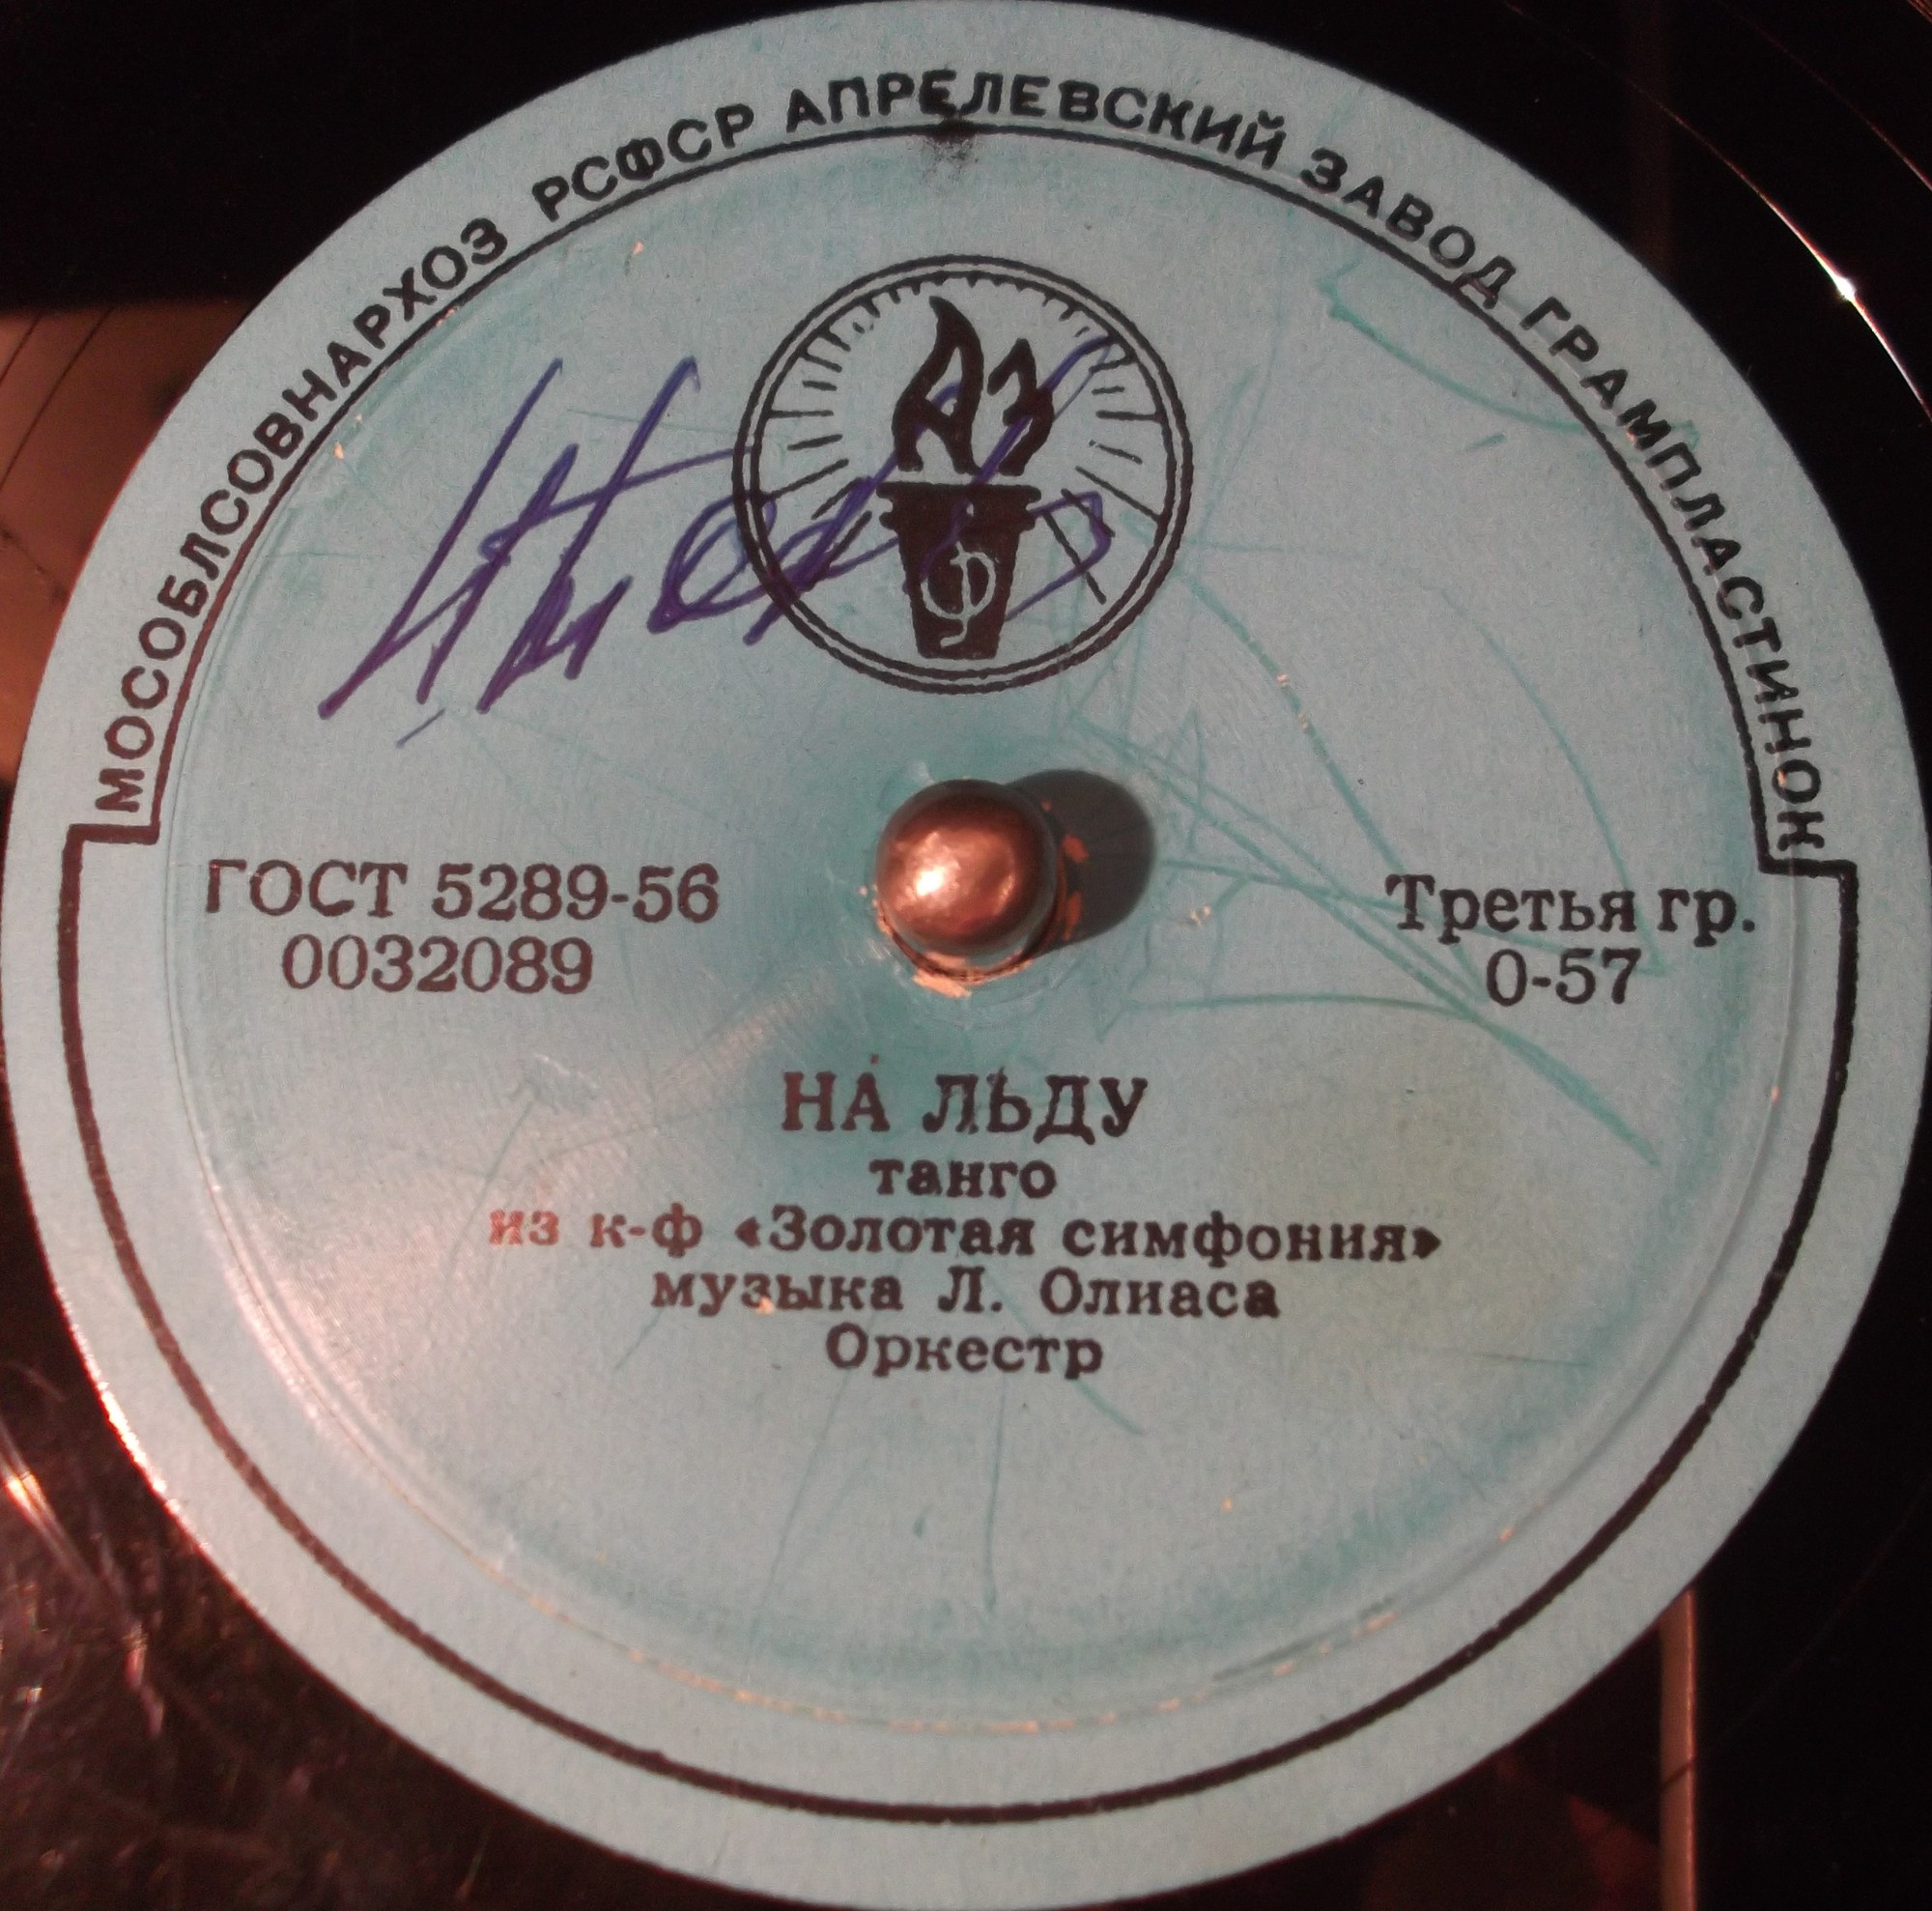 МОСОБЛСОВНАРХОЗ РСФСР АПРЕЛЕВСКИЙ ЗАВОД ГРАМПЛАСТИНОК
АЗ
ГОСТ 5289-56
0032089
Третья гр.
0-57
НА ЛЬДУ
танго
из к-ф «Золотая симфония»
музыка Л. Олиаса
Оркестр